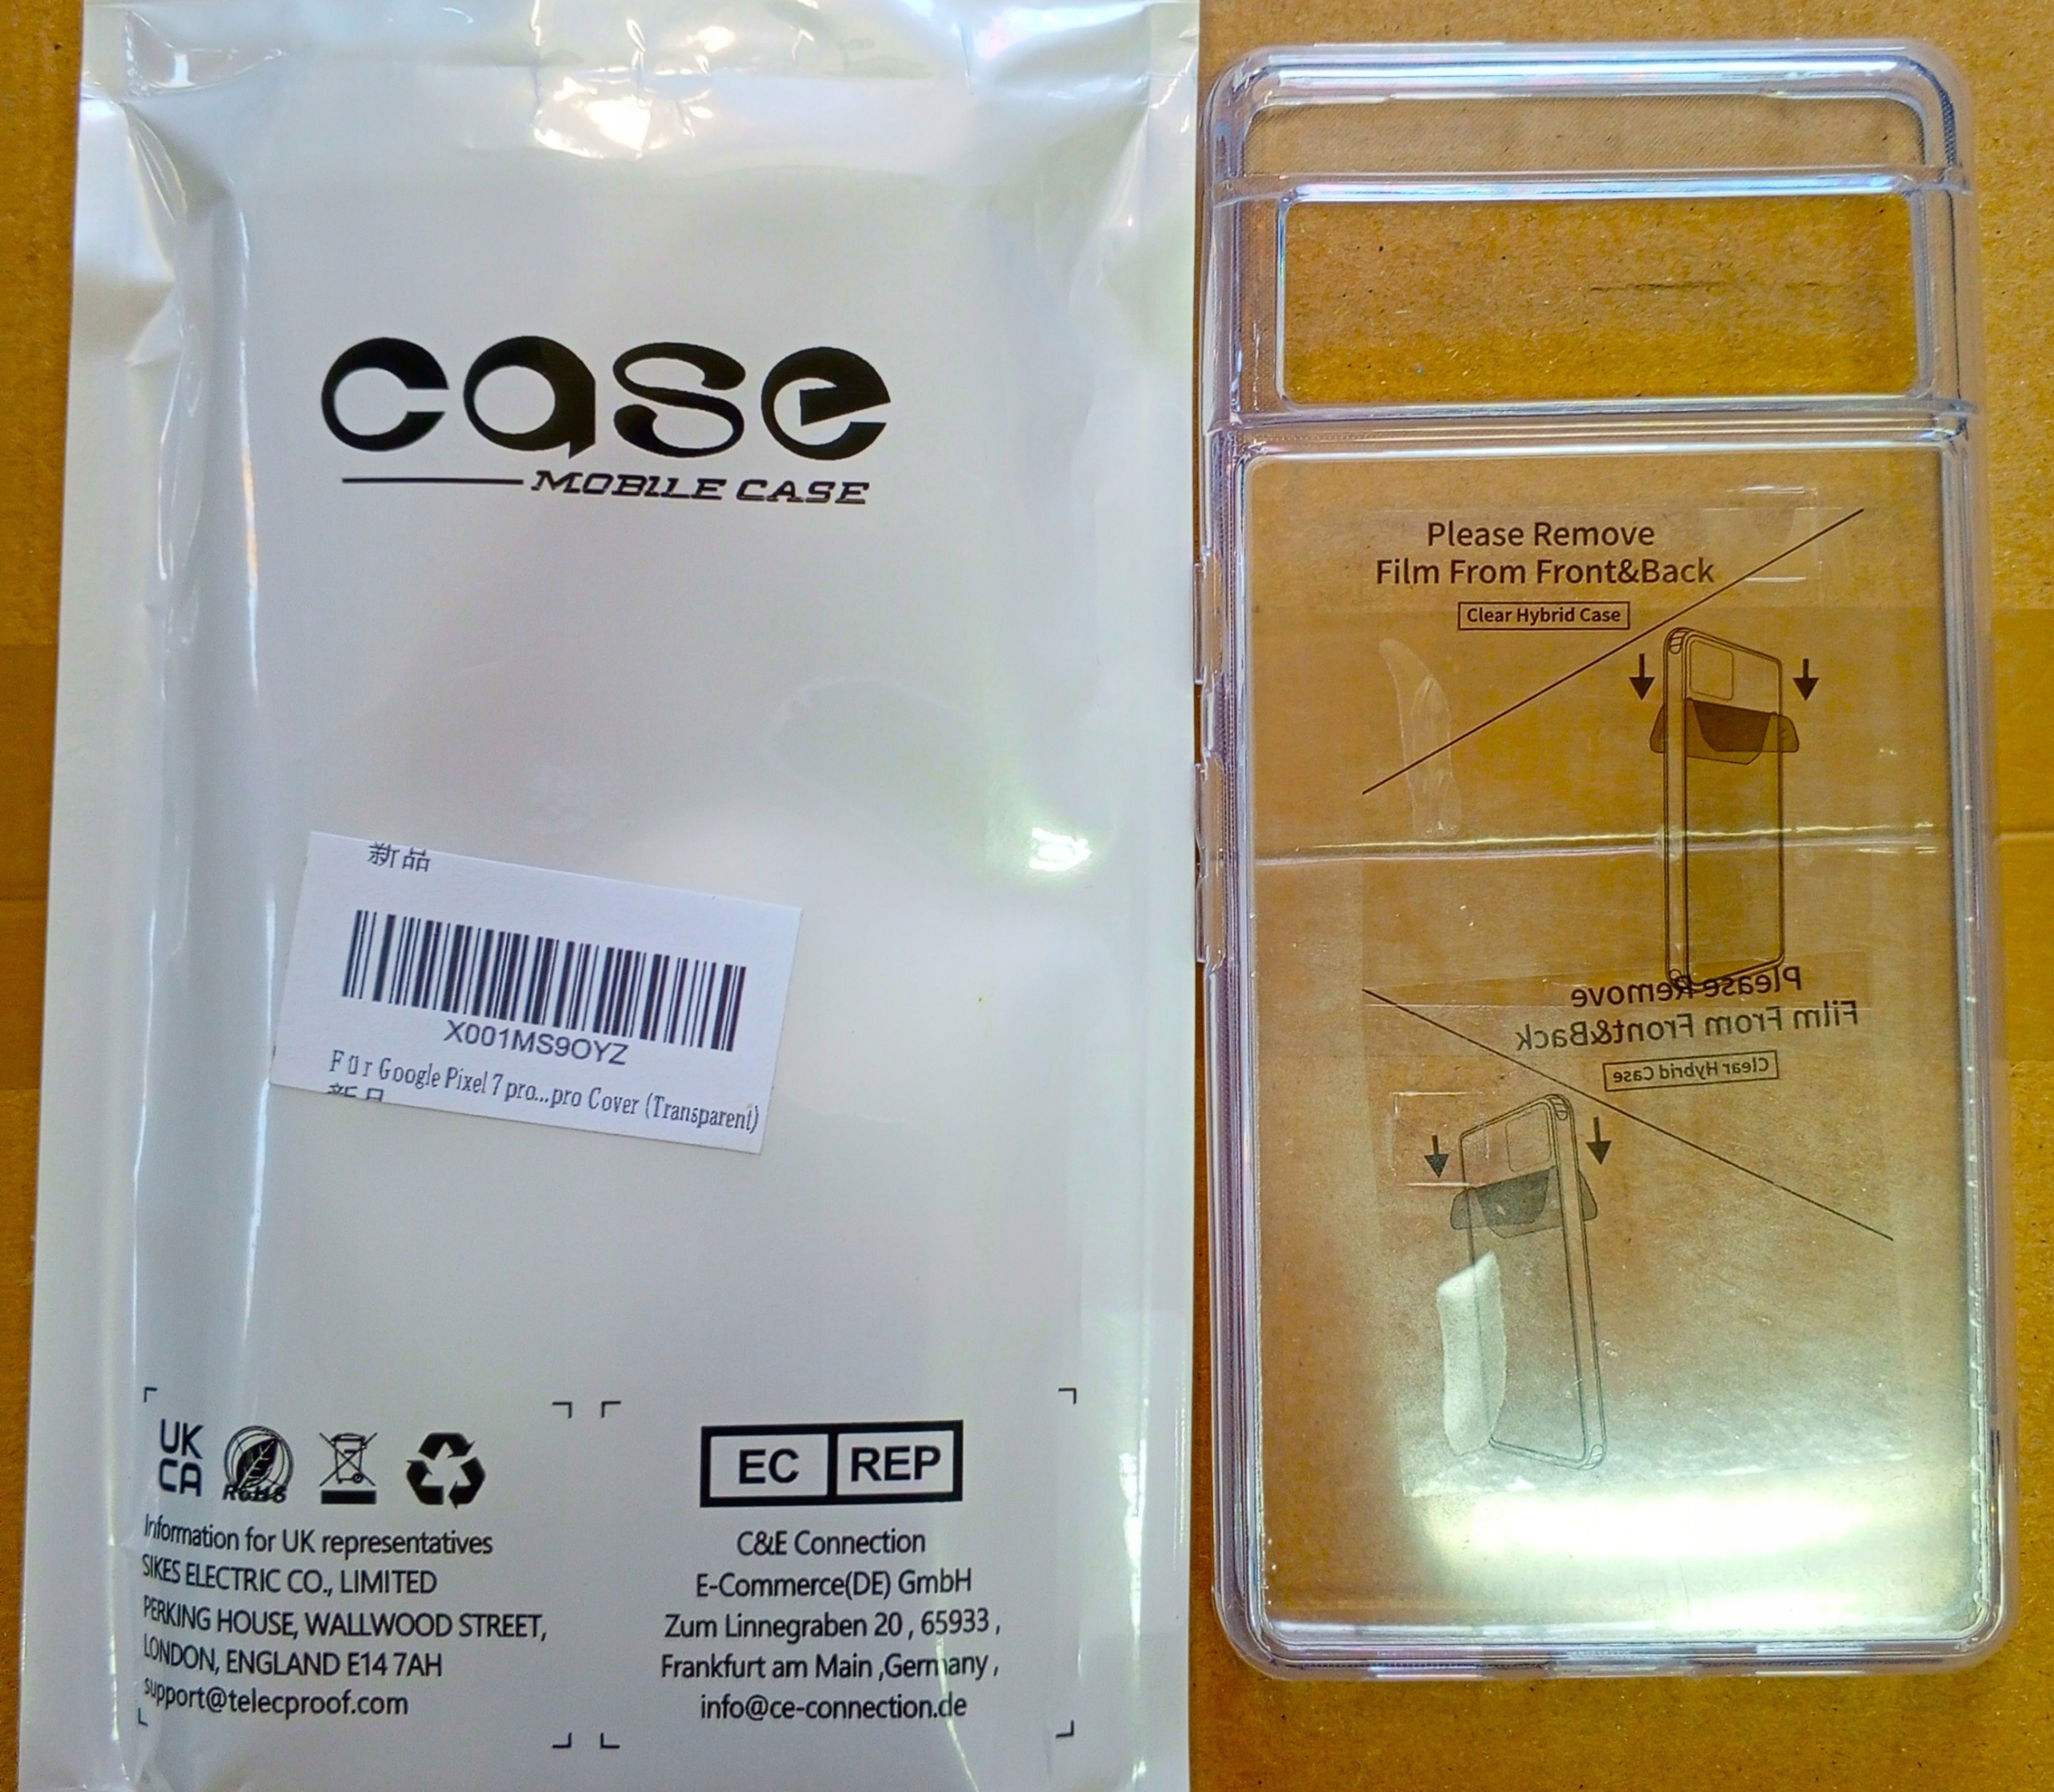 case
MOBILE CASE
新品
X001MS9OYZ
Für Google Pixel 7 pro...pro Cover (Transparent)
新品
UK
CA
RoHS
Information for UK representatives
SIKES ELECTRIC CO., LIMITED
PERKING HOUSE, WALLWOOD STREET,
LONDON, ENGLAND E14 7AH
support@telecproof.com
EC REP
C&E Connection
E-Commerce(DE) GmbH
Zum Linnegraben 20 , 65933 ,
Frankfurt am Main ,Germany ,
info@ce-connection.de
Please Remove
Film From Front&Back
Clear Hybrid Case
Please Remove
Film From Front&Back
Clear Hybrid Case